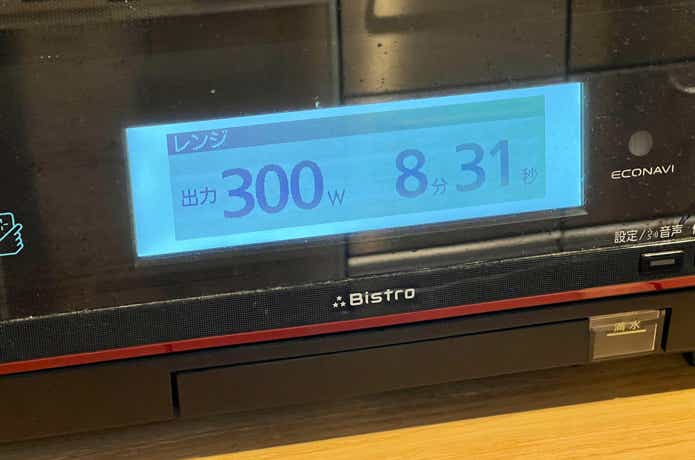 レンジ
出力 300 W 8 分 31 秒
ECONAVI
設定/音声
Bistro
満水